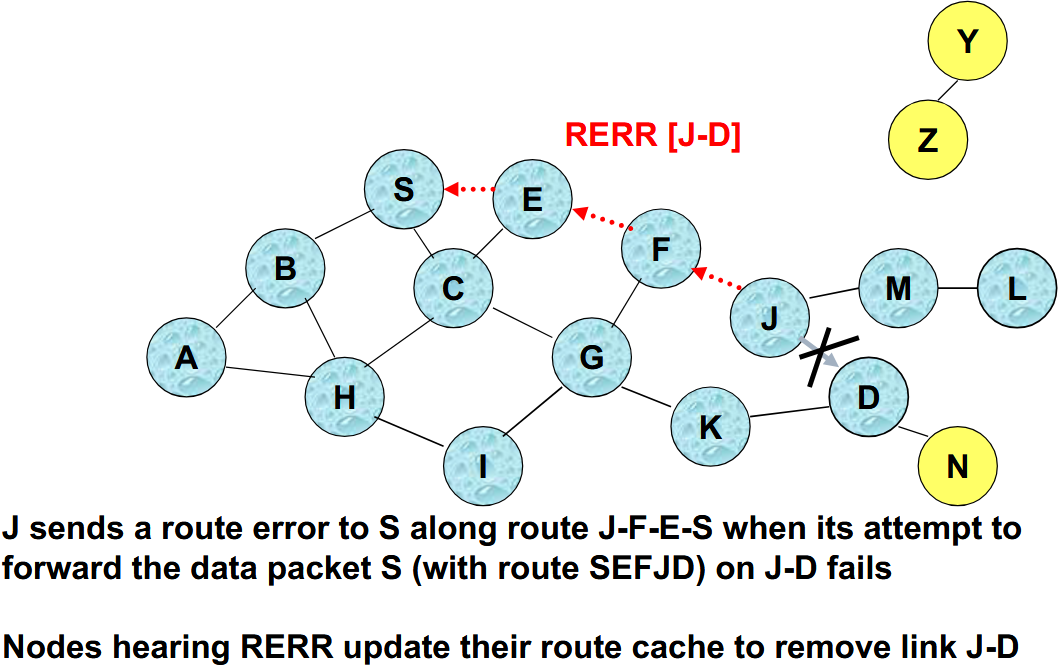 Y
Z
RERR [J-D]
S
E
F
B
C
M
L
J
A
G
H
D
K
I
N
J sends a route error to S along route J-F-E-S when its attempt to
forward the data packet S (with route SEFJD) on J-D fails
Nodes hearing RERR update their route cache to remove link J-D